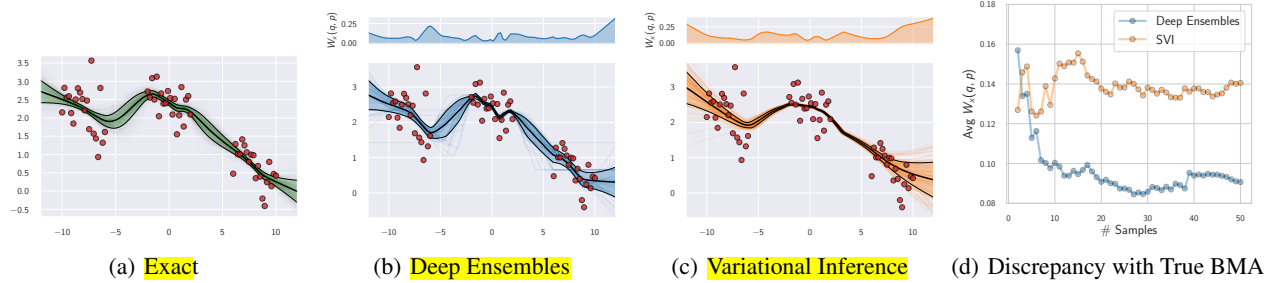 W_x(q, p)
0.25
0.00
W_x(q, p)
0.25
0.00
3.5
3.0
2.5
2.0
1.5
1.0
0.5
0.0
−0.5
−10 −5 0 5 10
3
2
1
0
−10 −5 0 5 10
3
2
1
0
−10 −5 0 5 10
0.18
0.16
0.14
0.12
0.10
0.08
Avg W_x(q, p)
Deep Ensembles
SVI
0 10 20 30 40 50
# Samples
(a) Exact
(b) Deep Ensembles
(c) Variational Inference
(d) Discrepancy with True BMA